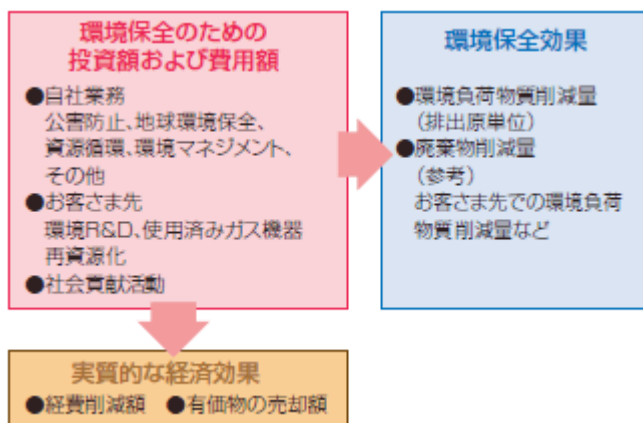 環境保全のための
投資額および費用額
●自社業務
公害防止、地球環境保全、
資源循環、環境マネジメント、
その他
●お客さま先
環境R&D、使用済みガス機器
再資源化
●社会貢献活動
環境保全効果
●環境負荷物質削減量
（排出原単位）
●廃棄物削減量
（参考）
お客さま先での環境負荷
物質削減量など
実質的な経済効果
●経費削減額 ●有価物の売却額